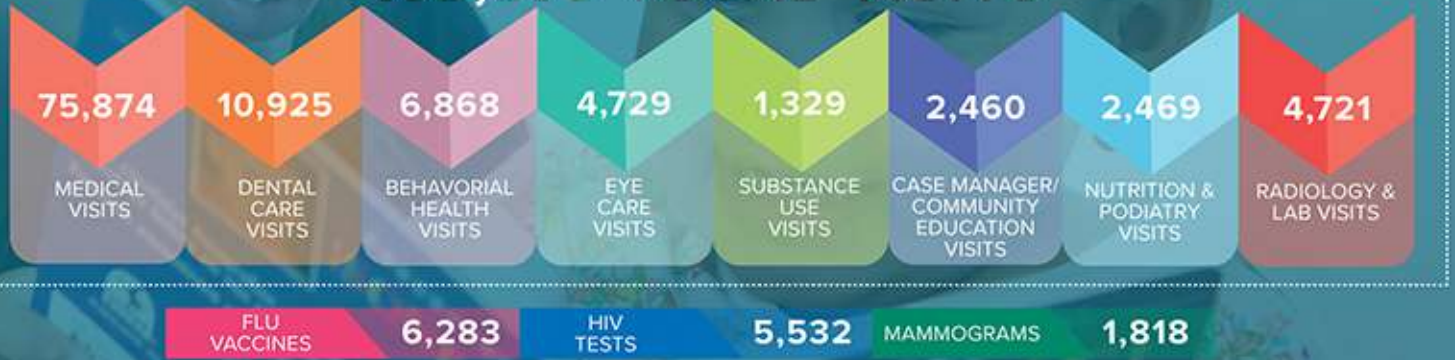 75,874
MEDICAL
VISITS
10,925
DENTAL
CARE
VISITS
6,868
BEHAVORIAL
HEALTH
VISITS
4,729
EYE
CARE
VISITS
1,329
SUBSTANCE
USE
VISITS
2,460
CASE MANAGER/
COMMUNITY
EDUCATION
VISITS
2,469
NUTRITION &
PODIATRY
VISITS
4,721
RADIOLOGY &
LAB VISITS
FLU
VACCINES
6,283
HIV
TESTS
5,532
MAMMOGRAMS
1,818